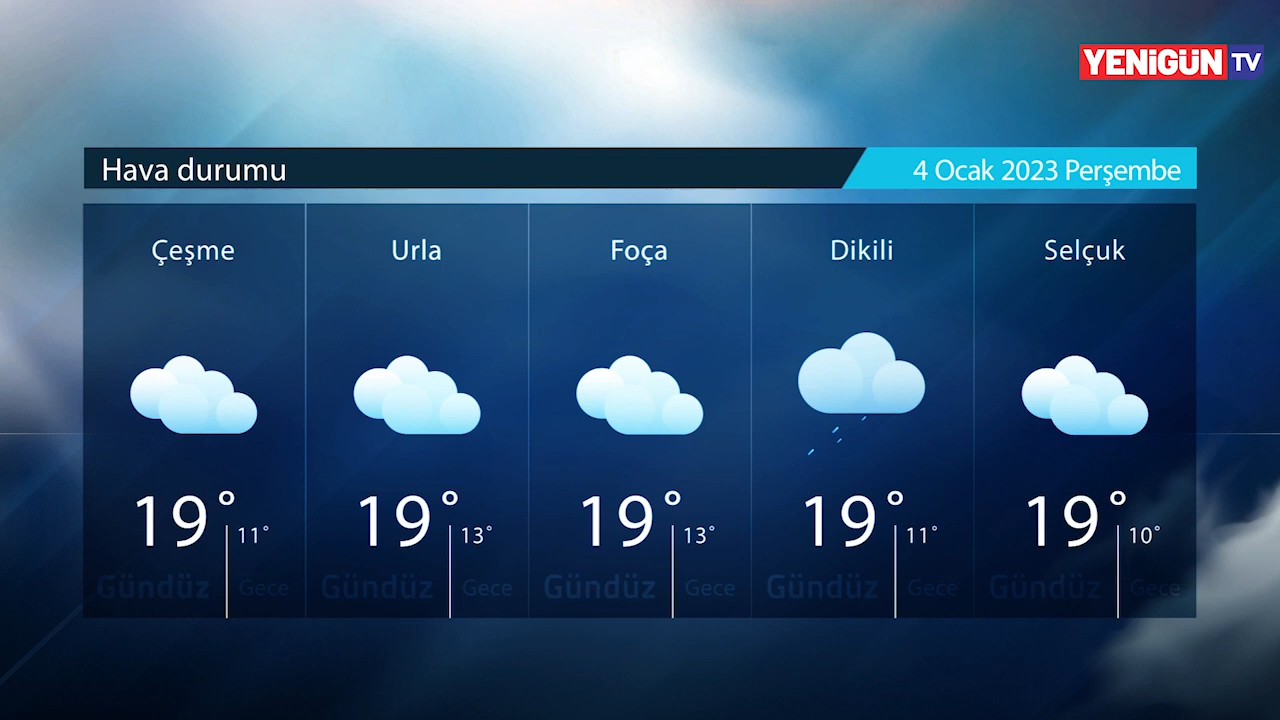 YENİGÜN TV
Hava durumu
4 Ocak 2023 Perşembe
Çeşme
19° 11°
Gündüz Gece
Urla
19° 13°
Gündüz Gece
Foça
19° 13°
Gündüz Gece
Dikili
19° 11°
Gündüz Gece
Selçuk
19° 10°
Gündüz Gece